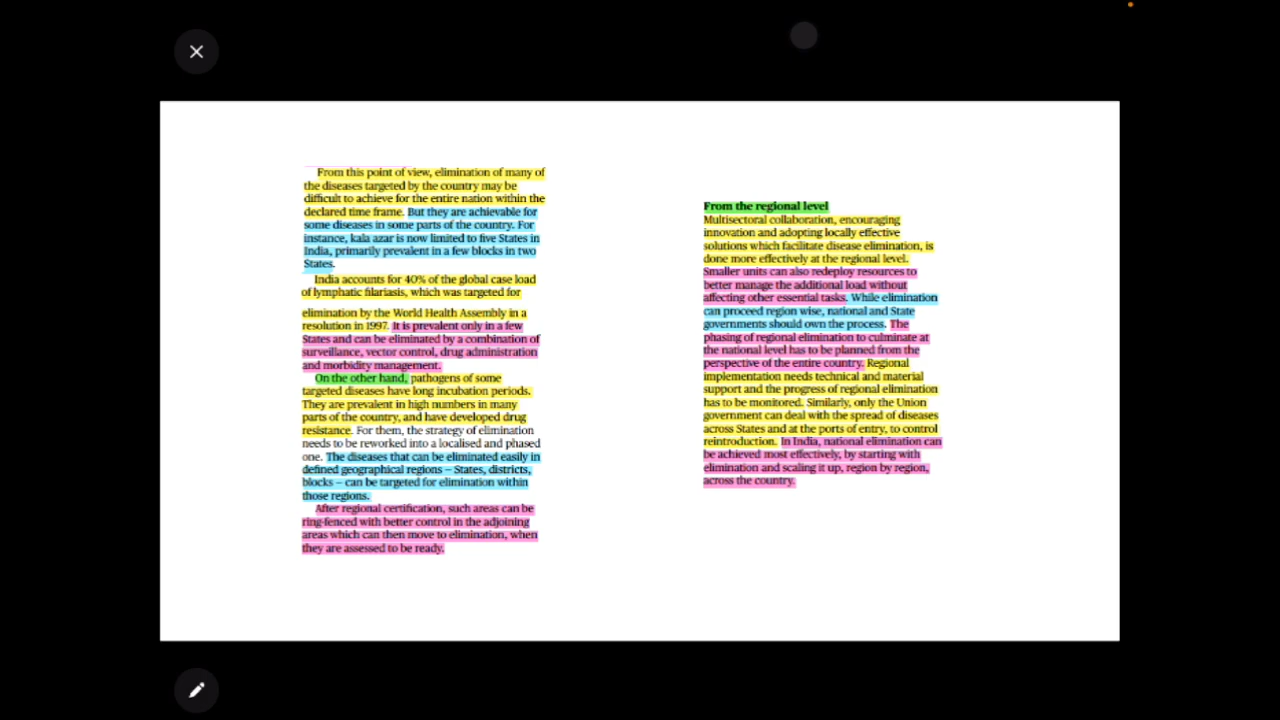 From this point of view, elimination of many of
the diseases targeted by the country may be
difficult to achieve for the entire nation within the
declared time frame. But they are achievable for
some diseases in some parts of the country. For
instance, kala azar is now limited to five States in
India, primarily prevalent in a few blocks in two
States.
India accounts for 40% of the global case load
of lymphatic filariasis, which was targeted for
elimination by the World Health Assembly in a
resolution in 1997. It is prevalent only in a few
States and can be eliminated by a combination of
surveillance, vector control, drug administration
and morbidity management.
On the other hand, pathogens of some
targeted diseases have long incubation periods.
They are prevalent in high numbers in many
parts of the country, and have developed drug
resistance. For them, the strategy of elimination
needs to be reworked into a localised and phased
one. The diseases that can be eliminated easily in
defined geographical regions — States, districts,
blocks — can be targeted for elimination within
those regions.
After regional certification, such areas can be
ring-fenced with better control in the adjoining
areas which can then move to elimination, when
they are assessed to be ready.
From the regional level
Multisectoral collaboration, encouraging
innovation and adopting locally effective
solutions which facilitate disease elimination, is
done more effectively at the regional level.
Smaller units can also redeploy resources to
better manage the additional load without
affecting other essential tasks. While elimination
can proceed region wise, national and State
governments should own the process. The
phasing of regional elimination to culminate at
the national level has to be planned from the
perspective of the entire country. Regional
implementation needs technical and material
support and the progress of regional elimination
has to be monitored. Similarly, only the Union
government can deal with the spread of diseases
across States and at the ports of entry, to control
reintroduction. In India, national elimination can
be achieved most effectively, by starting with
elimination and scaling it up, region by region,
across the country.